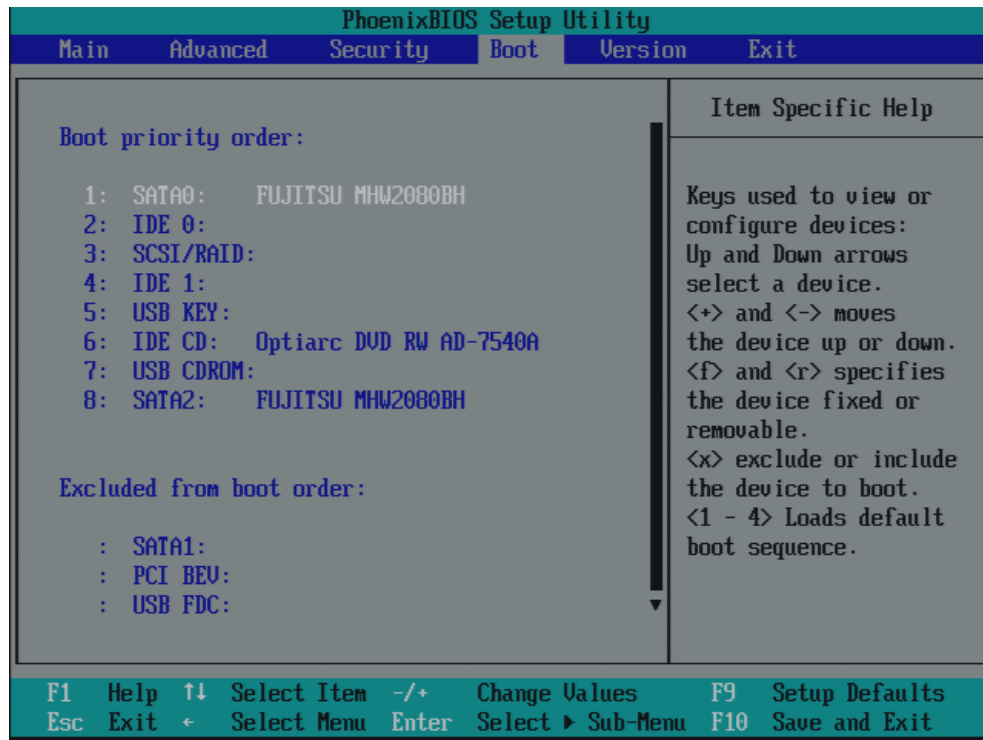 PhoenixBIOS Setup Utility
Main Advanced Security Boot Version Exit
Boot priority order:
1: SATA0: FUJITSU MHW2080BH
2: IDE 0:
3: SCSI/RAID:
4: IDE 1:
5: USB KEY:
6: IDE CD: Optiarc DVD RW AD-7540A
7: USB CDROM:
8: SATA2: FUJITSU MHW2080BH
Excluded from boot order:
: SATA1:
: PCI BEV:
: USB FDC:
Item Specific Help
Keys used to view or
configure devices:
Up and Down arrows
select a device.
<+> and <-> moves
the device up or down.
<f> and <r> specifies
the device fixed or
removable.
<x> exclude or include
the device to boot.
<1 - 4> Loads default
boot sequence.
F1 Help ↑↓ Select Item -/+ Change Values F9 Setup Defaults
Esc Exit ← Select Menu Enter Select ▶ Sub-Menu F10 Save and Exit